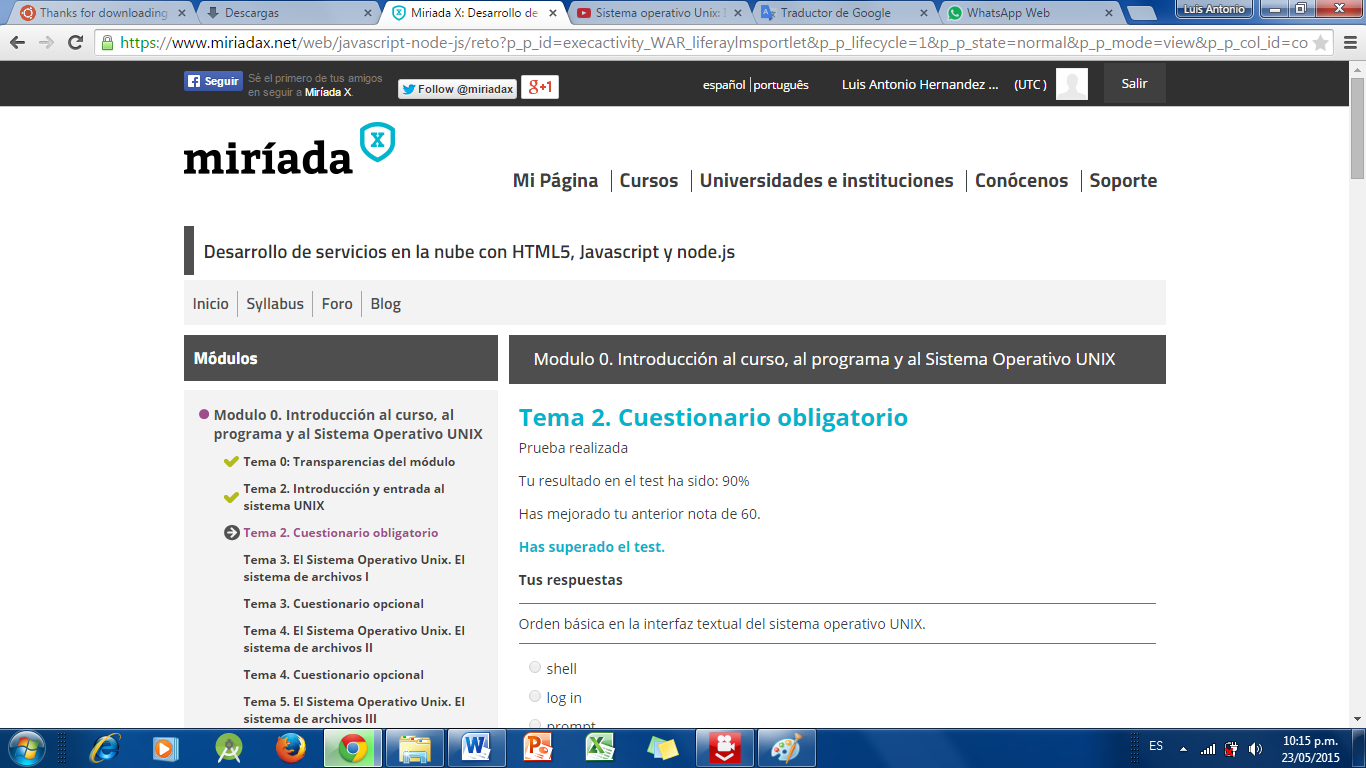 Thanks for downloading
Descargas
Miriada X: Desarrollo de
Sistema operativo Unix:
Traductor de Google
WhatsApp Web
Luis Antonio
https://www.miriadax.net/web/javascript-node-js/reto?p_p_id=execactivity_WAR_liferaylmsportlet&p_p_lifecycle=1&p_p_state=normal&p_p_mode=view&p_p_col_id=co
Seguir
Sé el primero de tus amigos
en seguir a Miríada X.
Follow @miriadax
g+1
español
português
Luis Antonio Hernandez ...
(UTC )
Salir
miríada x
Mi Página
Cursos
Universidades e instituciones
Conócenos
Soporte
Desarrollo de servicios en la nube con HTML5, Javascript y node.js
Inicio
Syllabus
Foro
Blog
Módulos
Modulo 0. Introducción al curso, al
programa y al Sistema Operativo UNIX
Tema 0: Transparencias del módulo
Tema 2. Introducción y entrada al
sistema UNIX
Tema 2. Cuestionario obligatorio
Tema 3. El Sistema Operativo Unix. El
sistema de archivos I
Tema 3. Cuestionario opcional
Tema 4. El Sistema Operativo Unix. El
sistema de archivos II
Tema 4. Cuestionario opcional
Tema 5. El Sistema Operativo Unix. El
sistema de archivos III
Modulo 0. Introducción al curso, al programa y al Sistema Operativo UNIX
Tema 2. Cuestionario obligatorio
Prueba realizada
Tu resultado en el test ha sido: 90%
Has mejorado tu anterior nota de 60.
Has superado el test.
Tus respuestas
Orden básica en la interfaz textual del sistema operativo UNIX.
shell
log in
prompt
ES
10:15 p.m.
23/05/2015